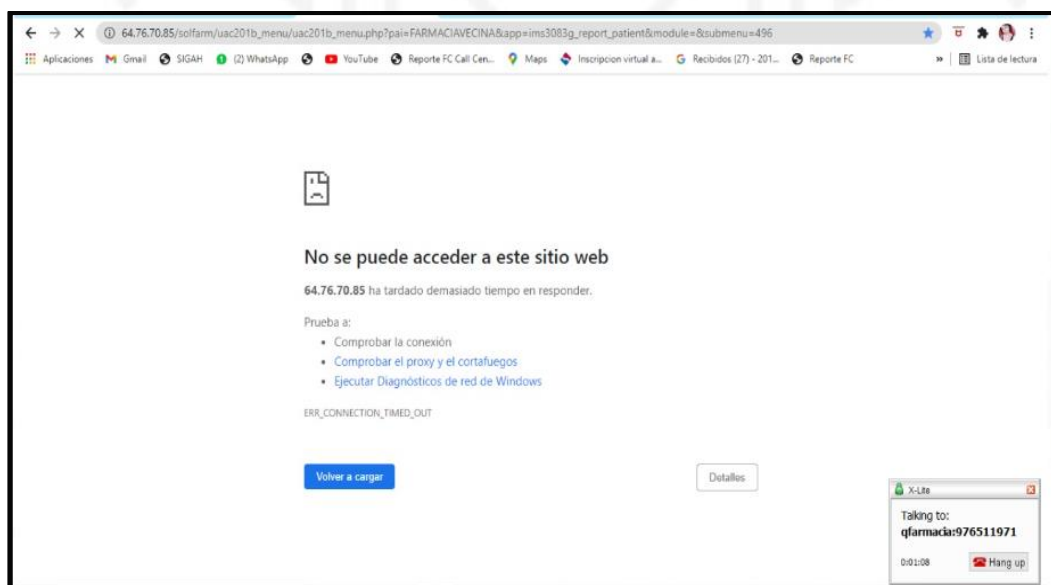 64.76.70.85/solfarm/uac201b_menu/uac201b_menu.php?pai=FARMACIAVECINA&app=ims3083g_report_patient&module=&submenu=496
Aplicaciones Gmail SIGAH (2) WhatsApp YouTube Reporte FC Call Cen... Maps Inscripcion virtual a... Recibidos (27) - 201... Reporte FC » Lista de lectura
No se puede acceder a este sitio web
64.76.70.85 ha tardado demasiado tiempo en responder.
Prueba a:
• Comprobar la conexión
• Comprobar el proxy y el cortafuegos
• Ejecutar Diagnósticos de red de Windows
ERR_CONNECTION_TIMED_OUT
Volver a cargar Detalles
X-Lite
Talking to:
qfarmacia:976511971
0:01:08 Hang up